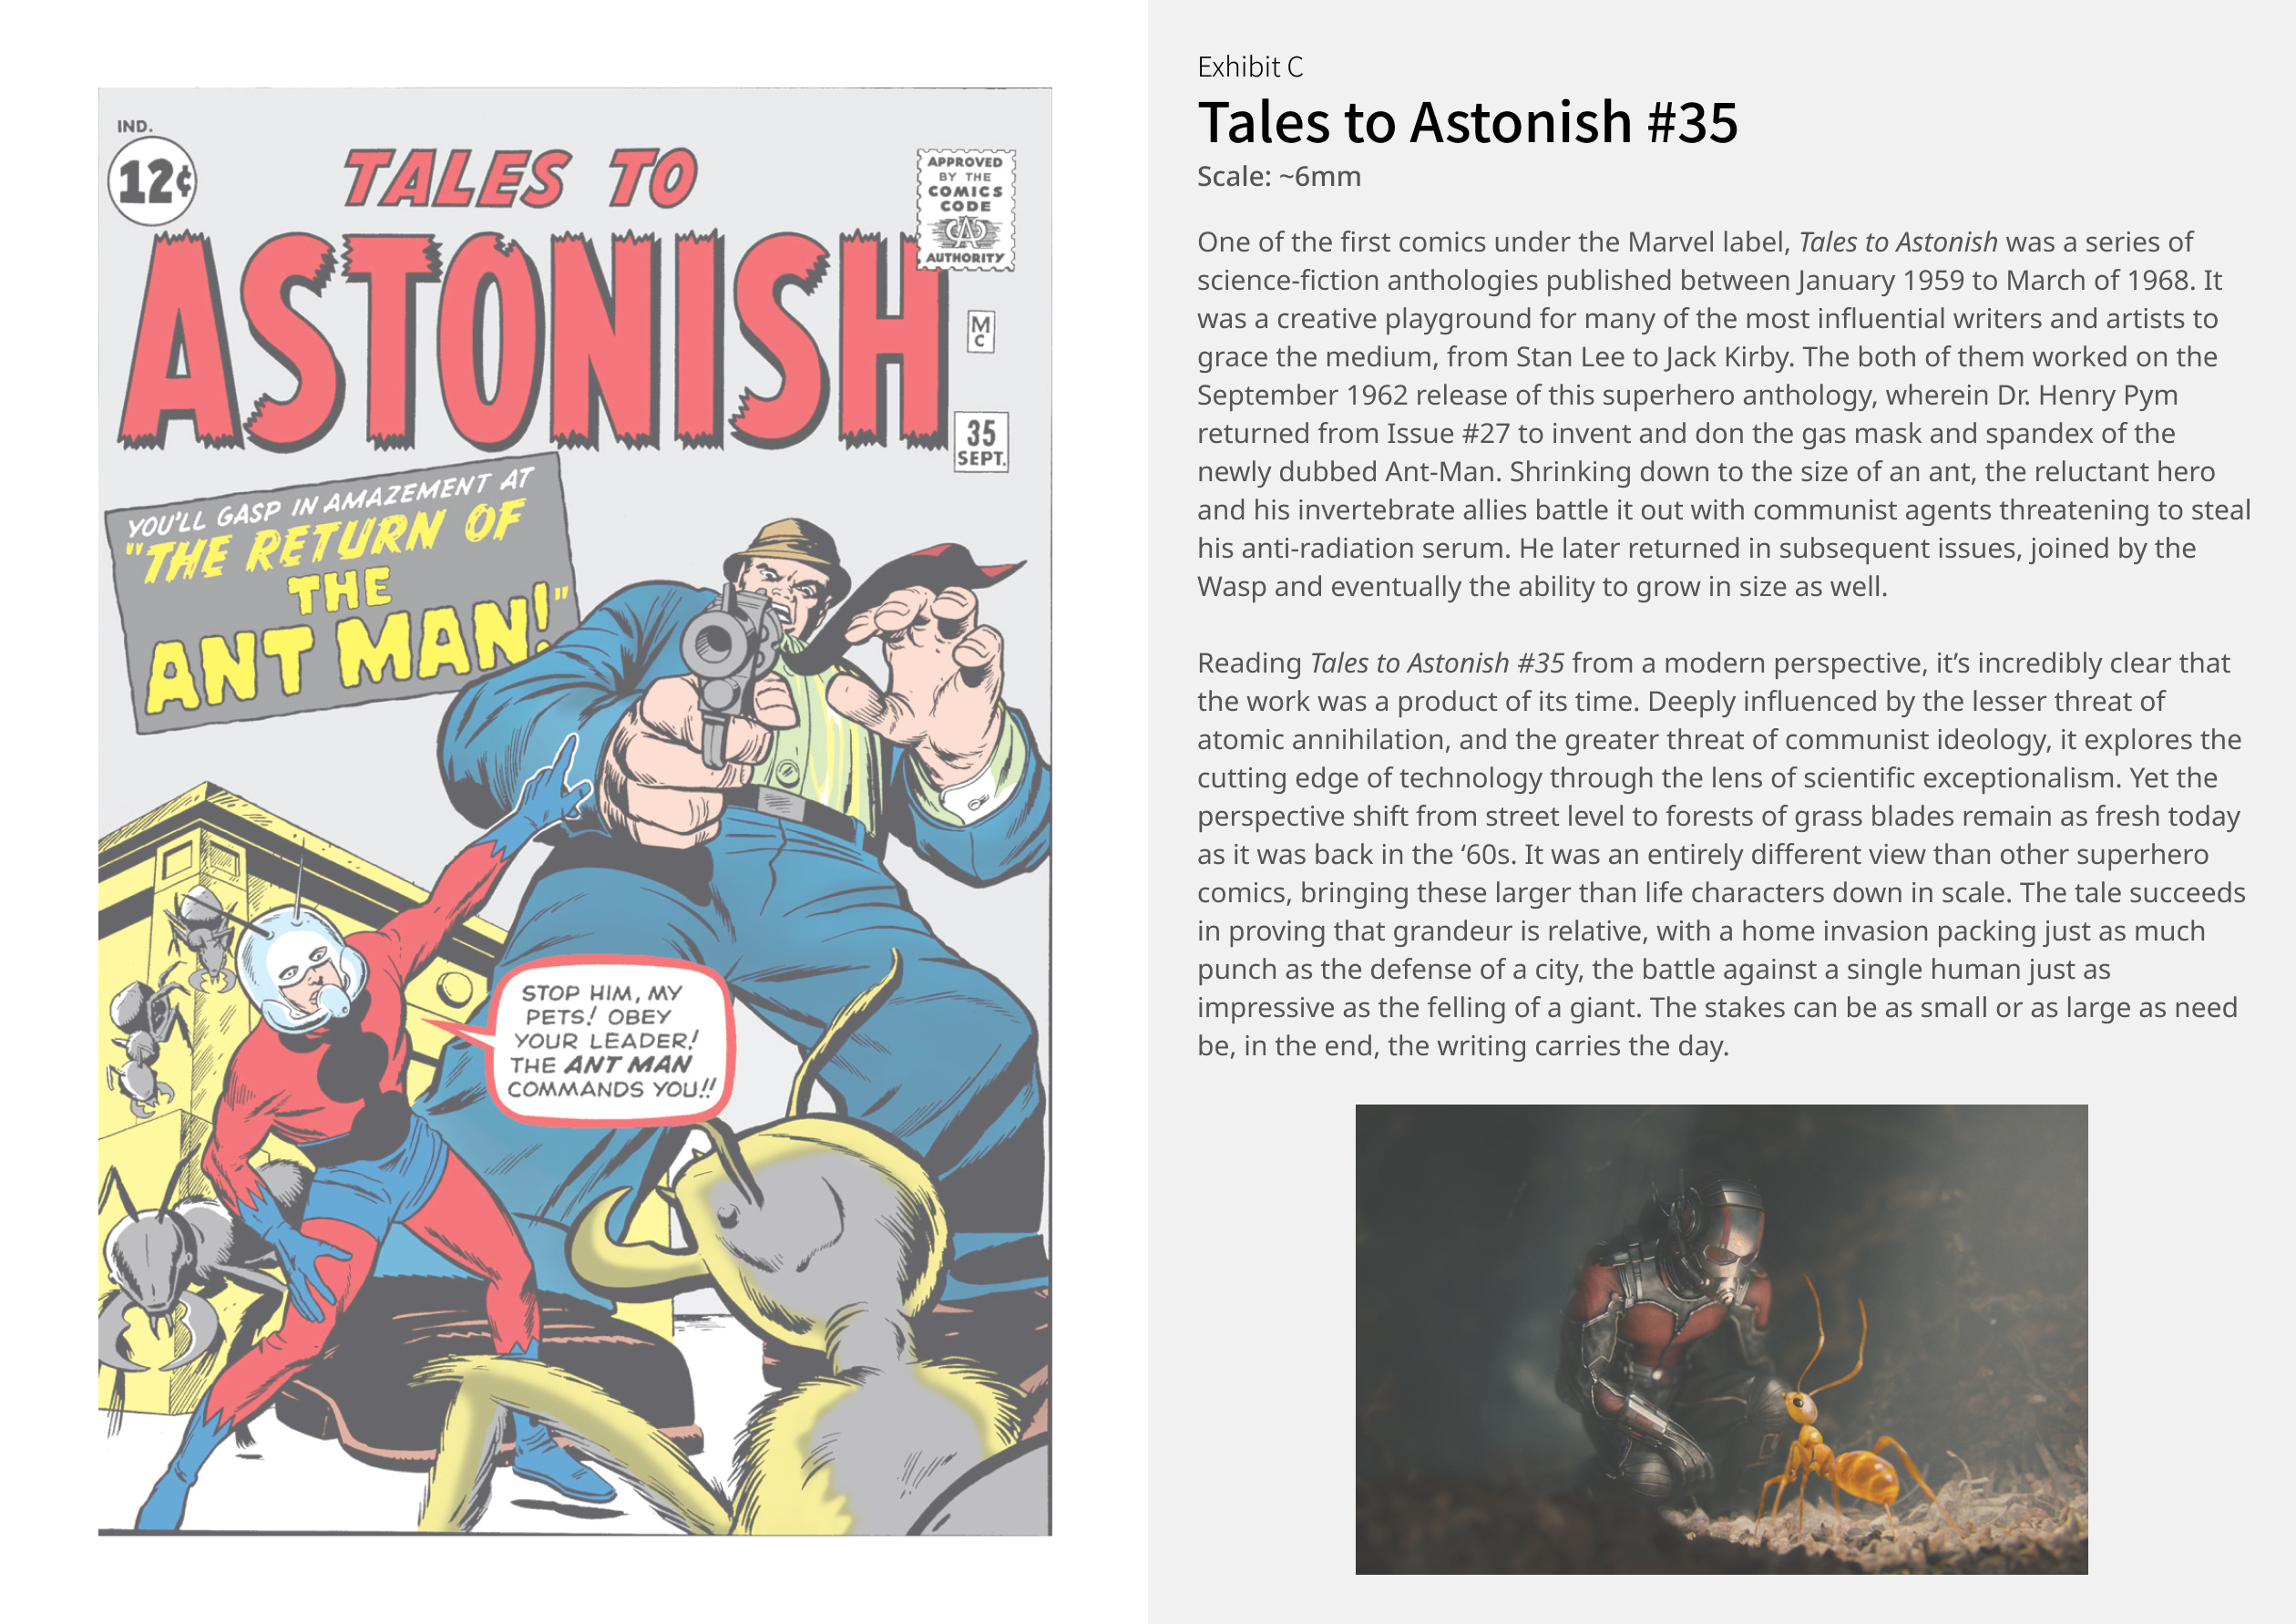 IND.
12¢
TALES TO
ASTONISH
APPROVED
BY THE
COMICS
CODE
CA
AUTHORITY
M
C
35
SEPT.
YOU'LL GASP IN AMAZEMENT AT
"THE RETURN OF
THE
ANT MAN!"
STOP HIM, MY
PETS! OBEY
YOUR LEADER!
THE ANT MAN
COMMANDS YOU!!
Exhibit C
Tales to Astonish #35
Scale: ~6mm
One of the first comics under the Marvel label, Tales to Astonish was a series of
science-fiction anthologies published between January 1959 to March of 1968. It
was a creative playground for many of the most influential writers and artists to
grace the medium, from Stan Lee to Jack Kirby. The both of them worked on the
September 1962 release of this superhero anthology, wherein Dr. Henry Pym
returned from Issue #27 to invent and don the gas mask and spandex of the
newly dubbed Ant-Man. Shrinking down to the size of an ant, the reluctant hero
and his invertebrate allies battle it out with communist agents threatening to steal
his anti-radiation serum. He later returned in subsequent issues, joined by the
Wasp and eventually the ability to grow in size as well.
Reading Tales to Astonish #35 from a modern perspective, it's incredibly clear that
the work was a product of its time. Deeply influenced by the lesser threat of
atomic annihilation, and the greater threat of communist ideology, it explores the
cutting edge of technology through the lens of scientific exceptionalism. Yet the
perspective shift from street level to forests of grass blades remain as fresh today
as it was back in the ‘60s. It was an entirely different view than other superhero
comics, bringing these larger than life characters down in scale. The tale succeeds
in proving that grandeur is relative, with a home invasion packing just as much
punch as the defense of a city, the battle against a single human just as
impressive as the felling of a giant. The stakes can be as small or as large as need
be, in the end, the writing carries the day.